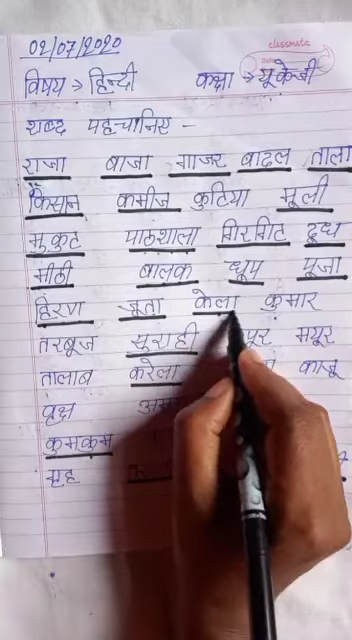 02/07/2020
classmate
विषय → हिन्दी कक्षा → यू.के.जी
शब्द पहचानिए -
राजा बाजा गाजर बादल ताला
किसान कमीज कुटिया मूली
मुकुट पाठशाला गिरगिट दूध
मीठी बालक धूप पूजा
हिरण जूता केला कुमार
तरबूज सुराही मयूर
तालाब करेला काजू
वृक्ष
कुमकुम
गृह